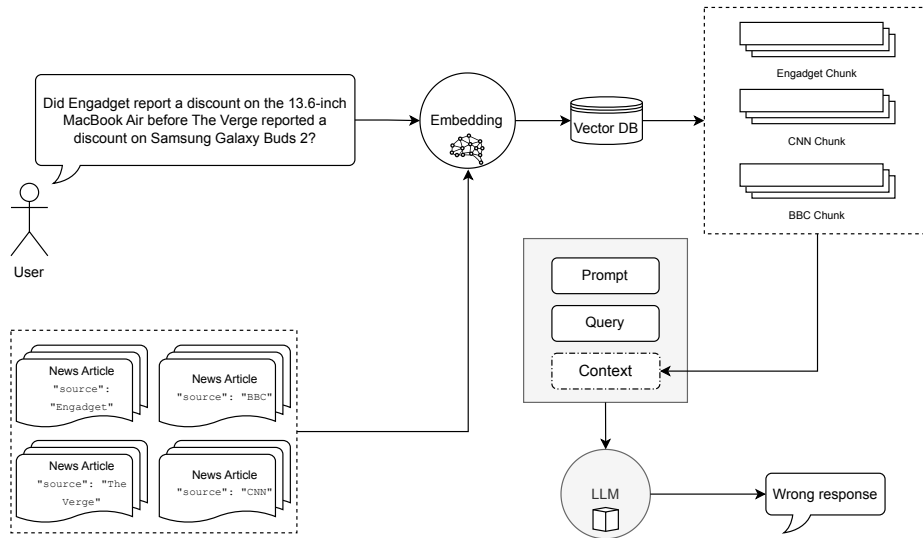 Did Engadget report a discount on the 13.6-inch
MacBook Air before The Verge reported a
discount on Samsung Galaxy Buds 2?
User
Embedding
Vector DB
Engadget Chunk
CNN Chunk
BBC Chunk
Prompt
Query
Context
News Article
"source":
"Engadget"
News Article
"source": "BBC"
News Article
"source": "The
Verge"
News Article
"source": "CNN"
LLM
Wrong response